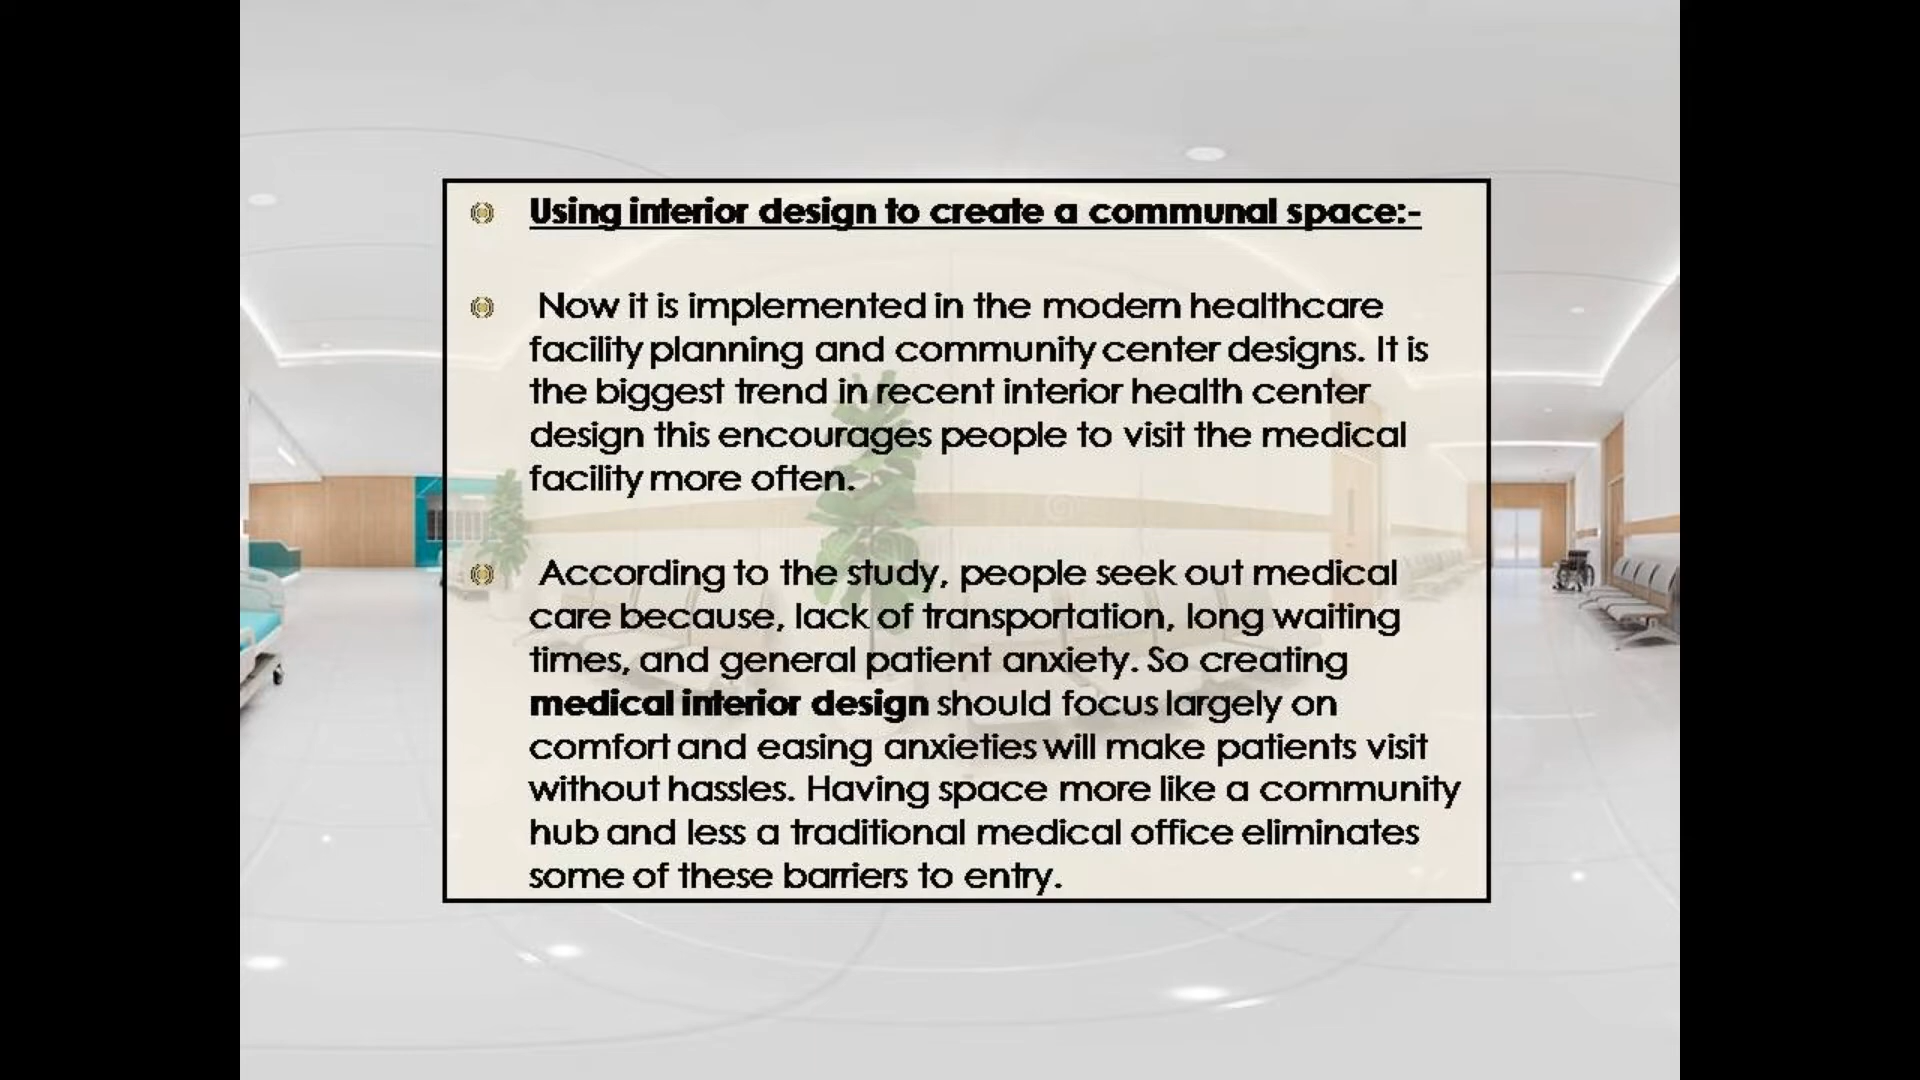 Using interior design to create a communal space:-
Now it is implemented in the modern healthcare
facility planning and community center designs. It is
the biggest trend in recent interior health center
design this encourages people to visit the medical
facility more often.
According to the study, people seek out medical
care because, lack of transportation, long waiting
times, and general patient anxiety. So creating
medical interior design should focus largely on
comfort and easing anxieties will make patients visit
without hassles. Having space more like a community
hub and less a traditional medical office eliminates
some of these barriers to entry.